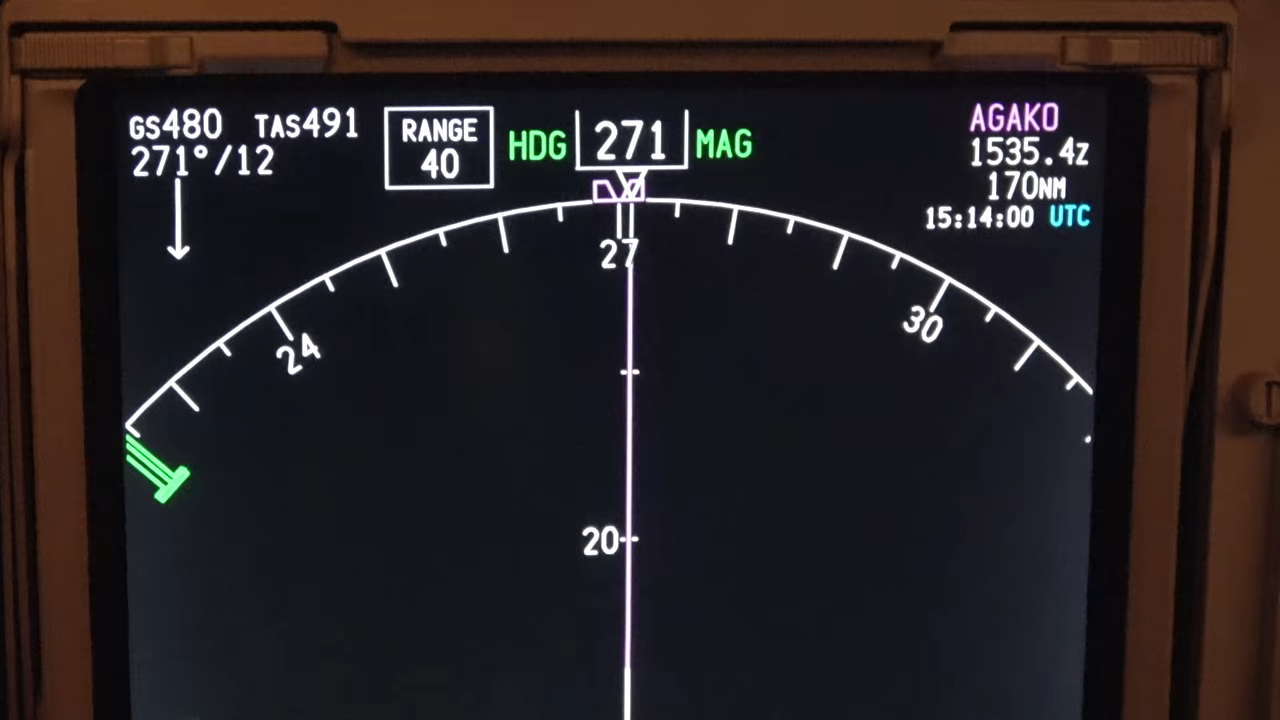 GS480 TAS491
271°/12
RANGE
40
HDG 271 MAG
AGAKO
1535.4z
170NM
15:14:00 UTC
27
24
30
20